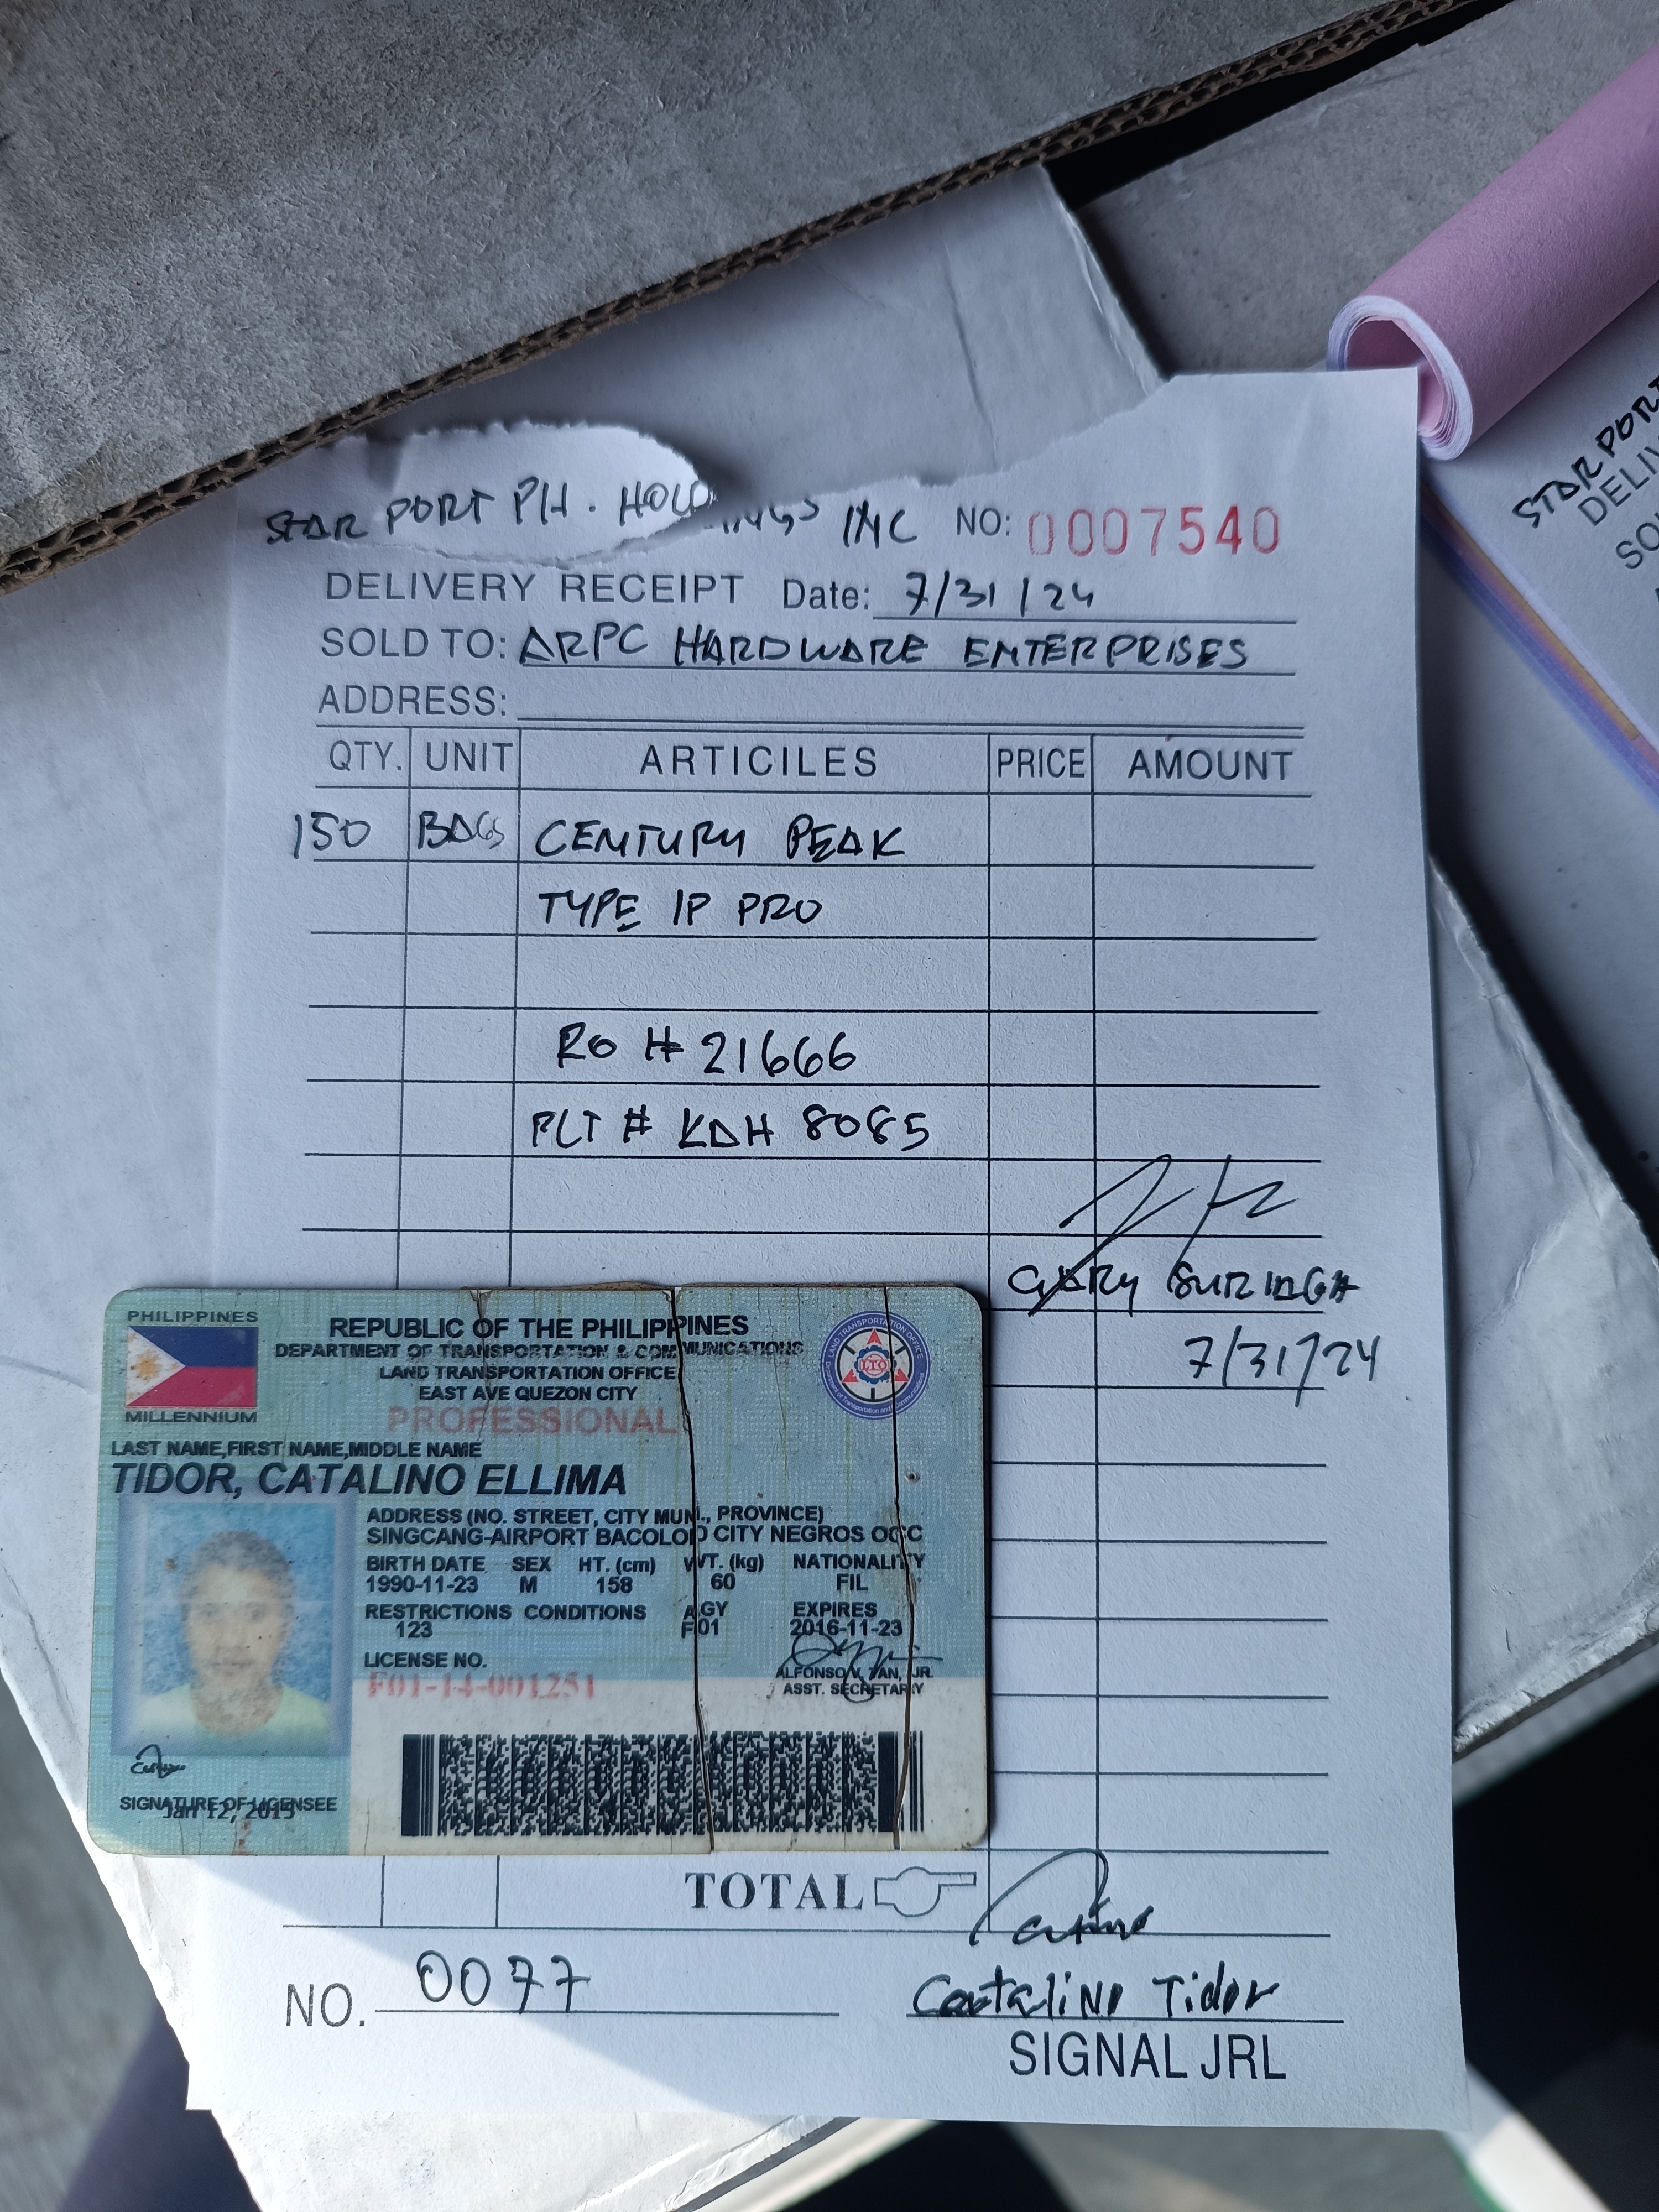 STAR PORT PH. HOLDINGS INC NO: 0007540
DELIVERY RECEIPT Date: 7/31/24
SOLD TO: ARPC HARDWARE ENTERPRISES
ADDRESS:
QTY. UNIT ARTICILES PRICE AMOUNT
150 BAGS CENTURY PEAK
TYPE 1P PRO
RO # 21666
PLT # KAH 8085
GARY SURINGA
7/31/24
PHILIPPINES
MILLENNIUM
REPUBLIC OF THE PHILIPPINES
DEPARTMENT OF TRANSPORTATION & COMMUNICATIONS
LAND TRANSPORTATION OFFICE
EAST AVE QUEZON CITY
PROFESSIONAL
LTO
LAST NAME,FIRST NAME,MIDDLE NAME
TIDOR, CATALINO ELLIMA
ADDRESS (NO. STREET, CITY MUN., PROVINCE)
SINGCANG-AIRPORT BACOLOD CITY NEGROS OCC
BIRTH DATE SEX HT. (cm) WT. (kg) NATIONALITY
1990-11-23 M 158 60 FIL
RESTRICTIONS CONDITIONS AGY EXPIRES
123 F01 2016-11-23
LICENSE NO.
F01-14-001251
ALFONSO V. TAN, JR.
ASST. SECRETARY
SIGNATURE OF LICENSEE
Jan 12, 2015
TOTAL
NO. 0077
Catalino Tidor
SIGNAL JRL
STAR PORT
DELIV
SO